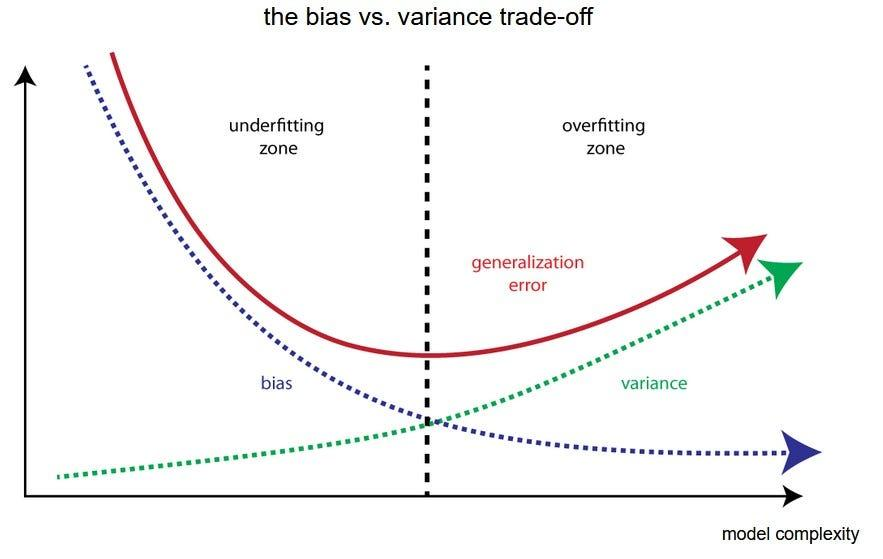 the bias vs. variance trade-off
underfitting
zone
overfitting
zone
generalization
error
bias
variance
model complexity